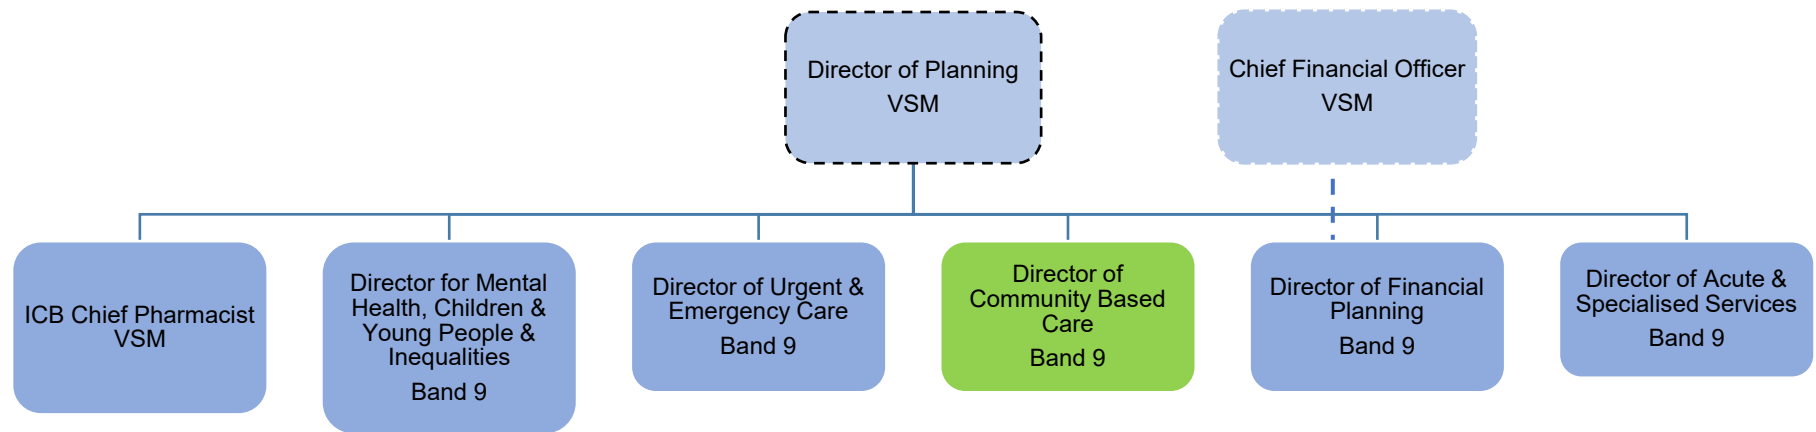 Director of Planning
VSM
Chief Financial Officer
VSM
ICB Chief Pharmacist
VSM
Director for Mental
Health, Children &
Young People &
Inequalities
Band 9
Director of Urgent &
Emergency Care
Band 9
Director of
Community Based
Care
Band 9
Director of Financial
Planning
Band 9
Director of Acute &
Specialised Services
Band 9